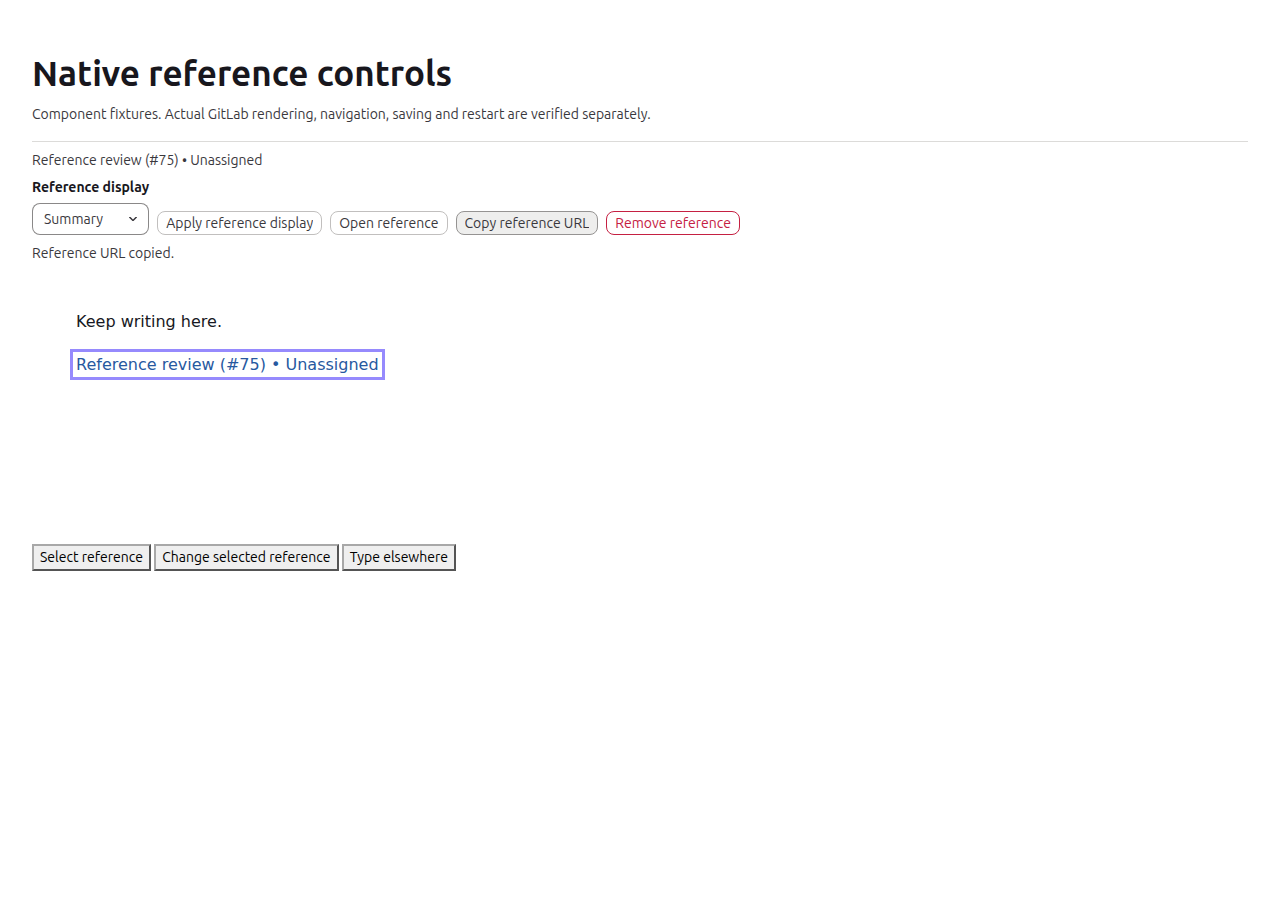 Native reference controls
Component fixtures. Actual GitLab rendering, navigation, saving and restart are verified separately.
Reference review (#75) • Unassigned
Reference display
Summary Apply reference display Open reference Copy reference URL Remove reference
Reference URL copied.
Keep writing here.
Reference review (#75) • Unassigned
Select reference Change selected reference Type elsewhere